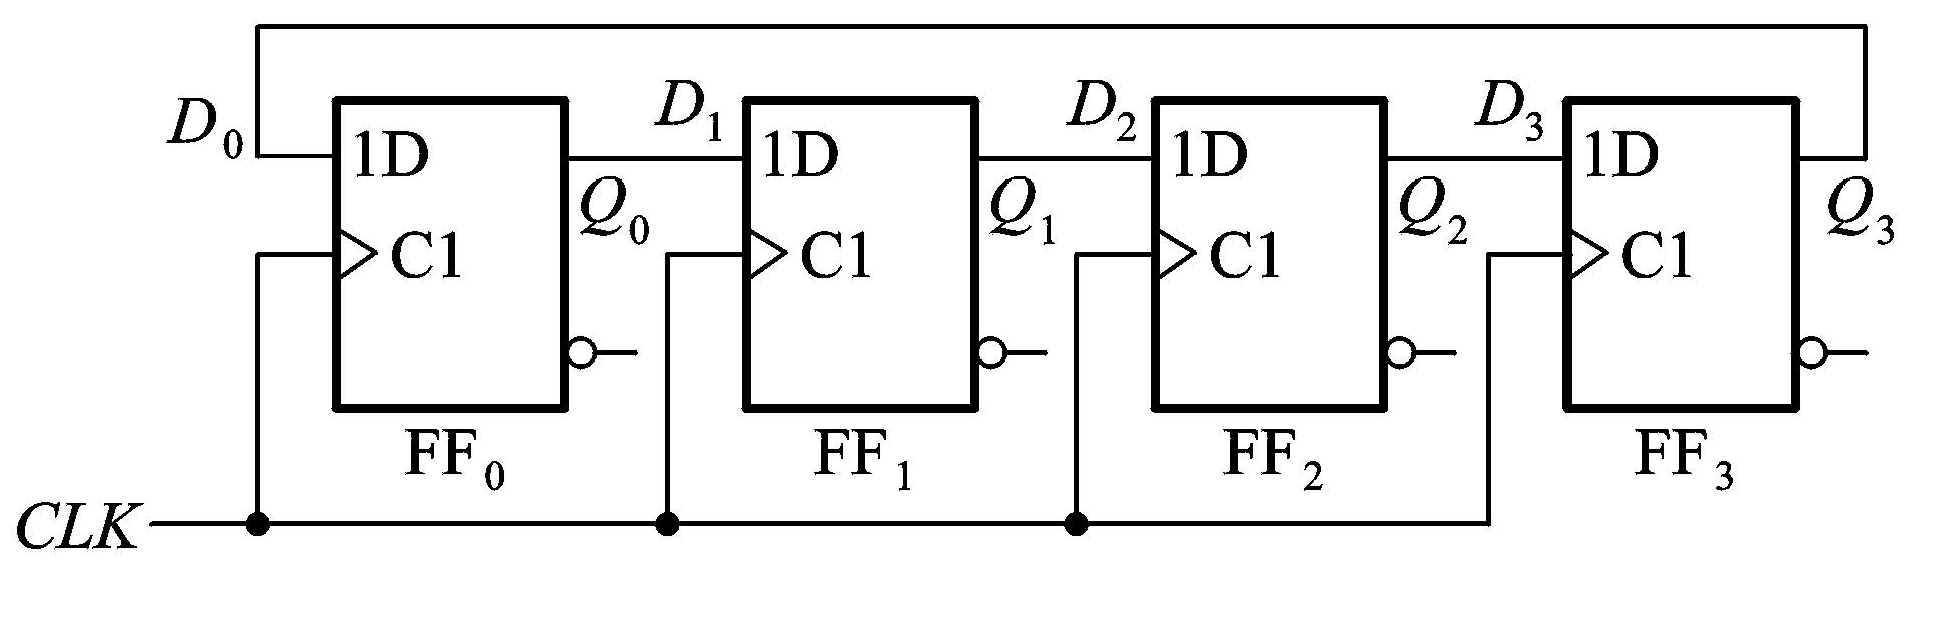 D₀ D₁ D₂ D₃
1D 1D 1D 1D
Q₀ Q₁ Q₂ Q₃
C1 C1 C1 C1
FF₀ FF₁ FF₂ FF₃
CLK